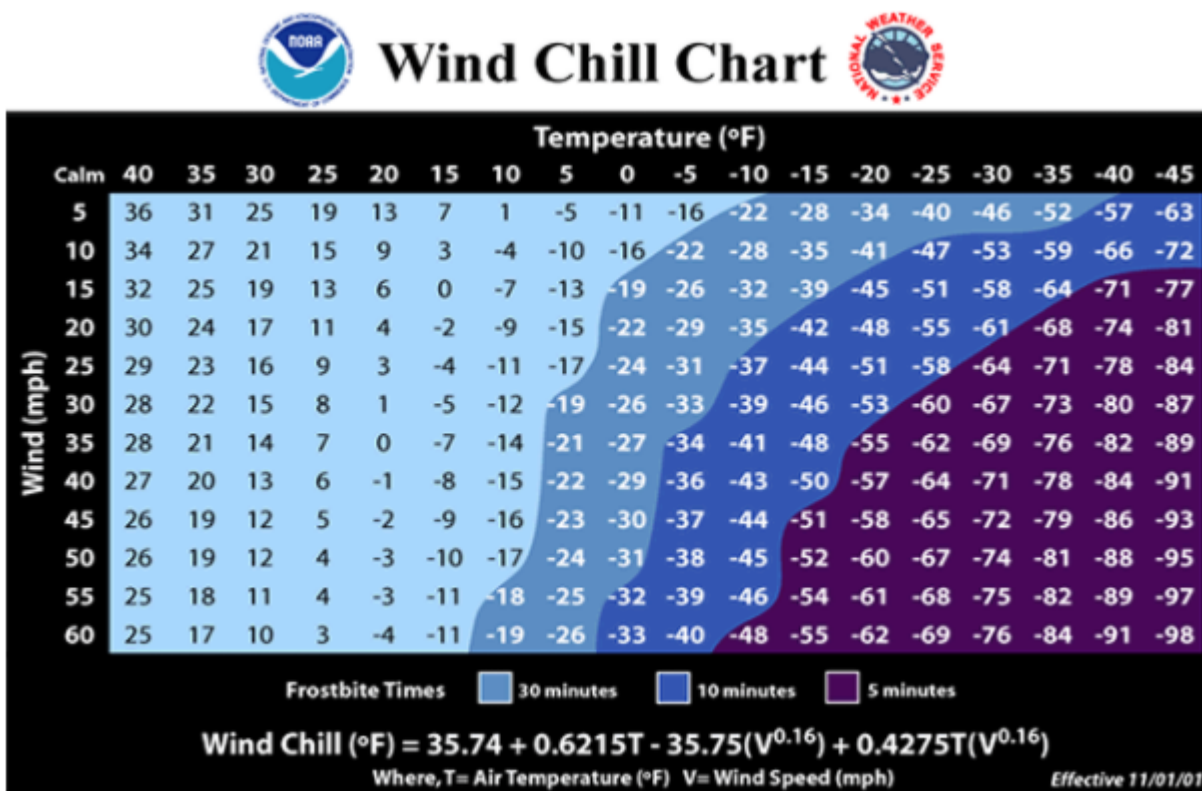 NOAA
Wind Chill Chart
NATIONAL WEATHER SERVICE
Temperature (ºF)
Calm 40 35 30 25 20 15 10 5 0 -5 -10 -15 -20 -25 -30 -35 -40 -45
5 36 31 25 19 13 7 1 -5 -11 -16 -22 -28 -34 -40 -46 -52 -57 -63
10 34 27 21 15 9 3 -4 -10 -16 -22 -28 -35 -41 -47 -53 -59 -66 -72
15 32 25 19 13 6 0 -7 -13 -19 -26 -32 -39 -45 -51 -58 -64 -71 -77
20 30 24 17 11 4 -2 -9 -15 -22 -29 -35 -42 -48 -55 -61 -68 -74 -81
25 29 23 16 9 3 -4 -11 -17 -24 -31 -37 -44 -51 -58 -64 -71 -78 -84
30 28 22 15 8 1 -5 -12 -19 -26 -33 -39 -46 -53 -60 -67 -73 -80 -87
35 28 21 14 7 0 -7 -14 -21 -27 -34 -41 -48 -55 -62 -69 -76 -82 -89
40 27 20 13 6 -1 -8 -15 -22 -29 -36 -43 -50 -57 -64 -71 -78 -84 -91
45 26 19 12 5 -2 -9 -16 -23 -30 -37 -44 -51 -58 -65 -72 -79 -86 -93
50 26 19 12 4 -3 -10 -17 -24 -31 -38 -45 -52 -60 -67 -74 -81 -88 -95
55 25 18 11 4 -3 -11 -18 -25 -32 -39 -46 -54 -61 -68 -75 -82 -89 -97
60 25 17 10 3 -4 -11 -19 -26 -33 -40 -48 -55 -62 -69 -76 -84 -91 -98
Wind (mph)
Frostbite Times 30 minutes 10 minutes 5 minutes
Wind Chill (ºF) = 35.74 + 0.6215T - 35.75(V^0.16) + 0.4275T(V^0.16)
Where, T= Air Temperature (ºF) V= Wind Speed (mph)
Effective 11/01/01